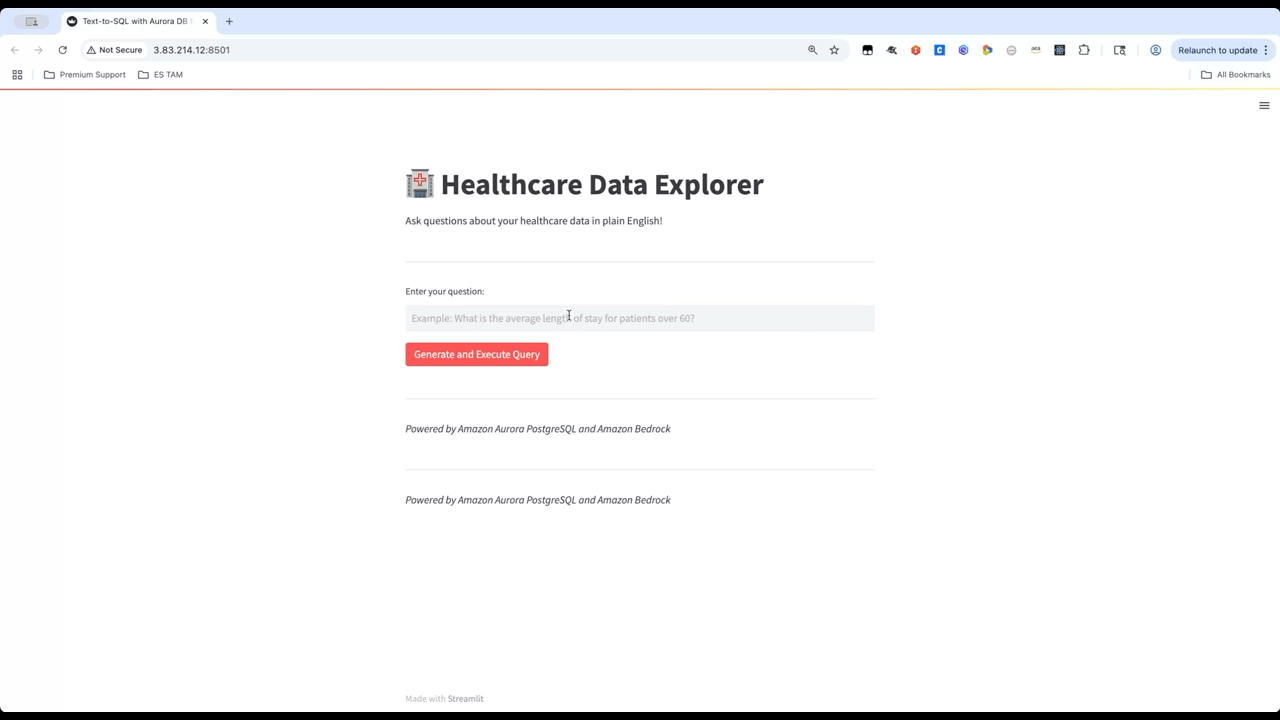 Text-to-SQL with Aurora DB
Not Secure 3.83.214.12:8501
Relaunch to update
Premium Support
ES TAM
All Bookmarks
Healthcare Data Explorer
Ask questions about your healthcare data in plain English!
Enter your question:
Example: What is the average length of stay for patients over 60?
Generate and Execute Query
Powered by Amazon Aurora PostgreSQL and Amazon Bedrock
Powered by Amazon Aurora PostgreSQL and Amazon Bedrock
Made with Streamlit